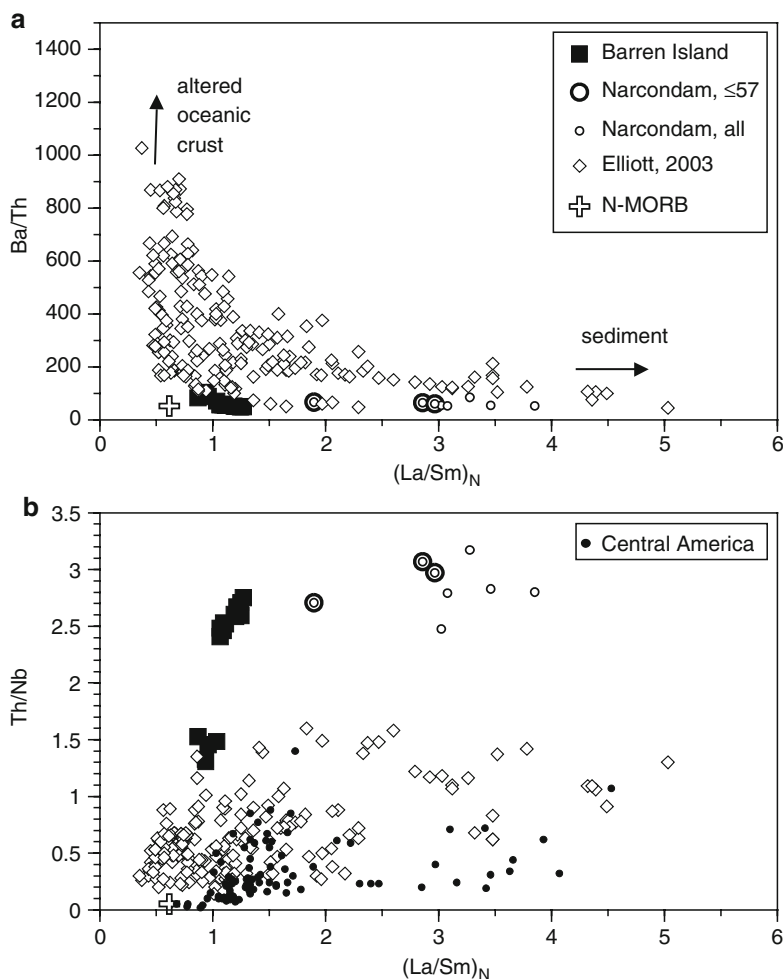 a
1400
1200
1000
800
600
400
200
0
Ba/Th
altered
oceanic
crust
Barren Island
Narcondam, ≤57
Narcondam, all
Elliott, 2003
N-MORB
sediment
0 1 2 3 4 5 6
(La/Sm)N
b
3.5
3
2.5
2
1.5
1
0.5
0
Th/Nb
Central America
0 1 2 3 4 5 6
(La/Sm)N